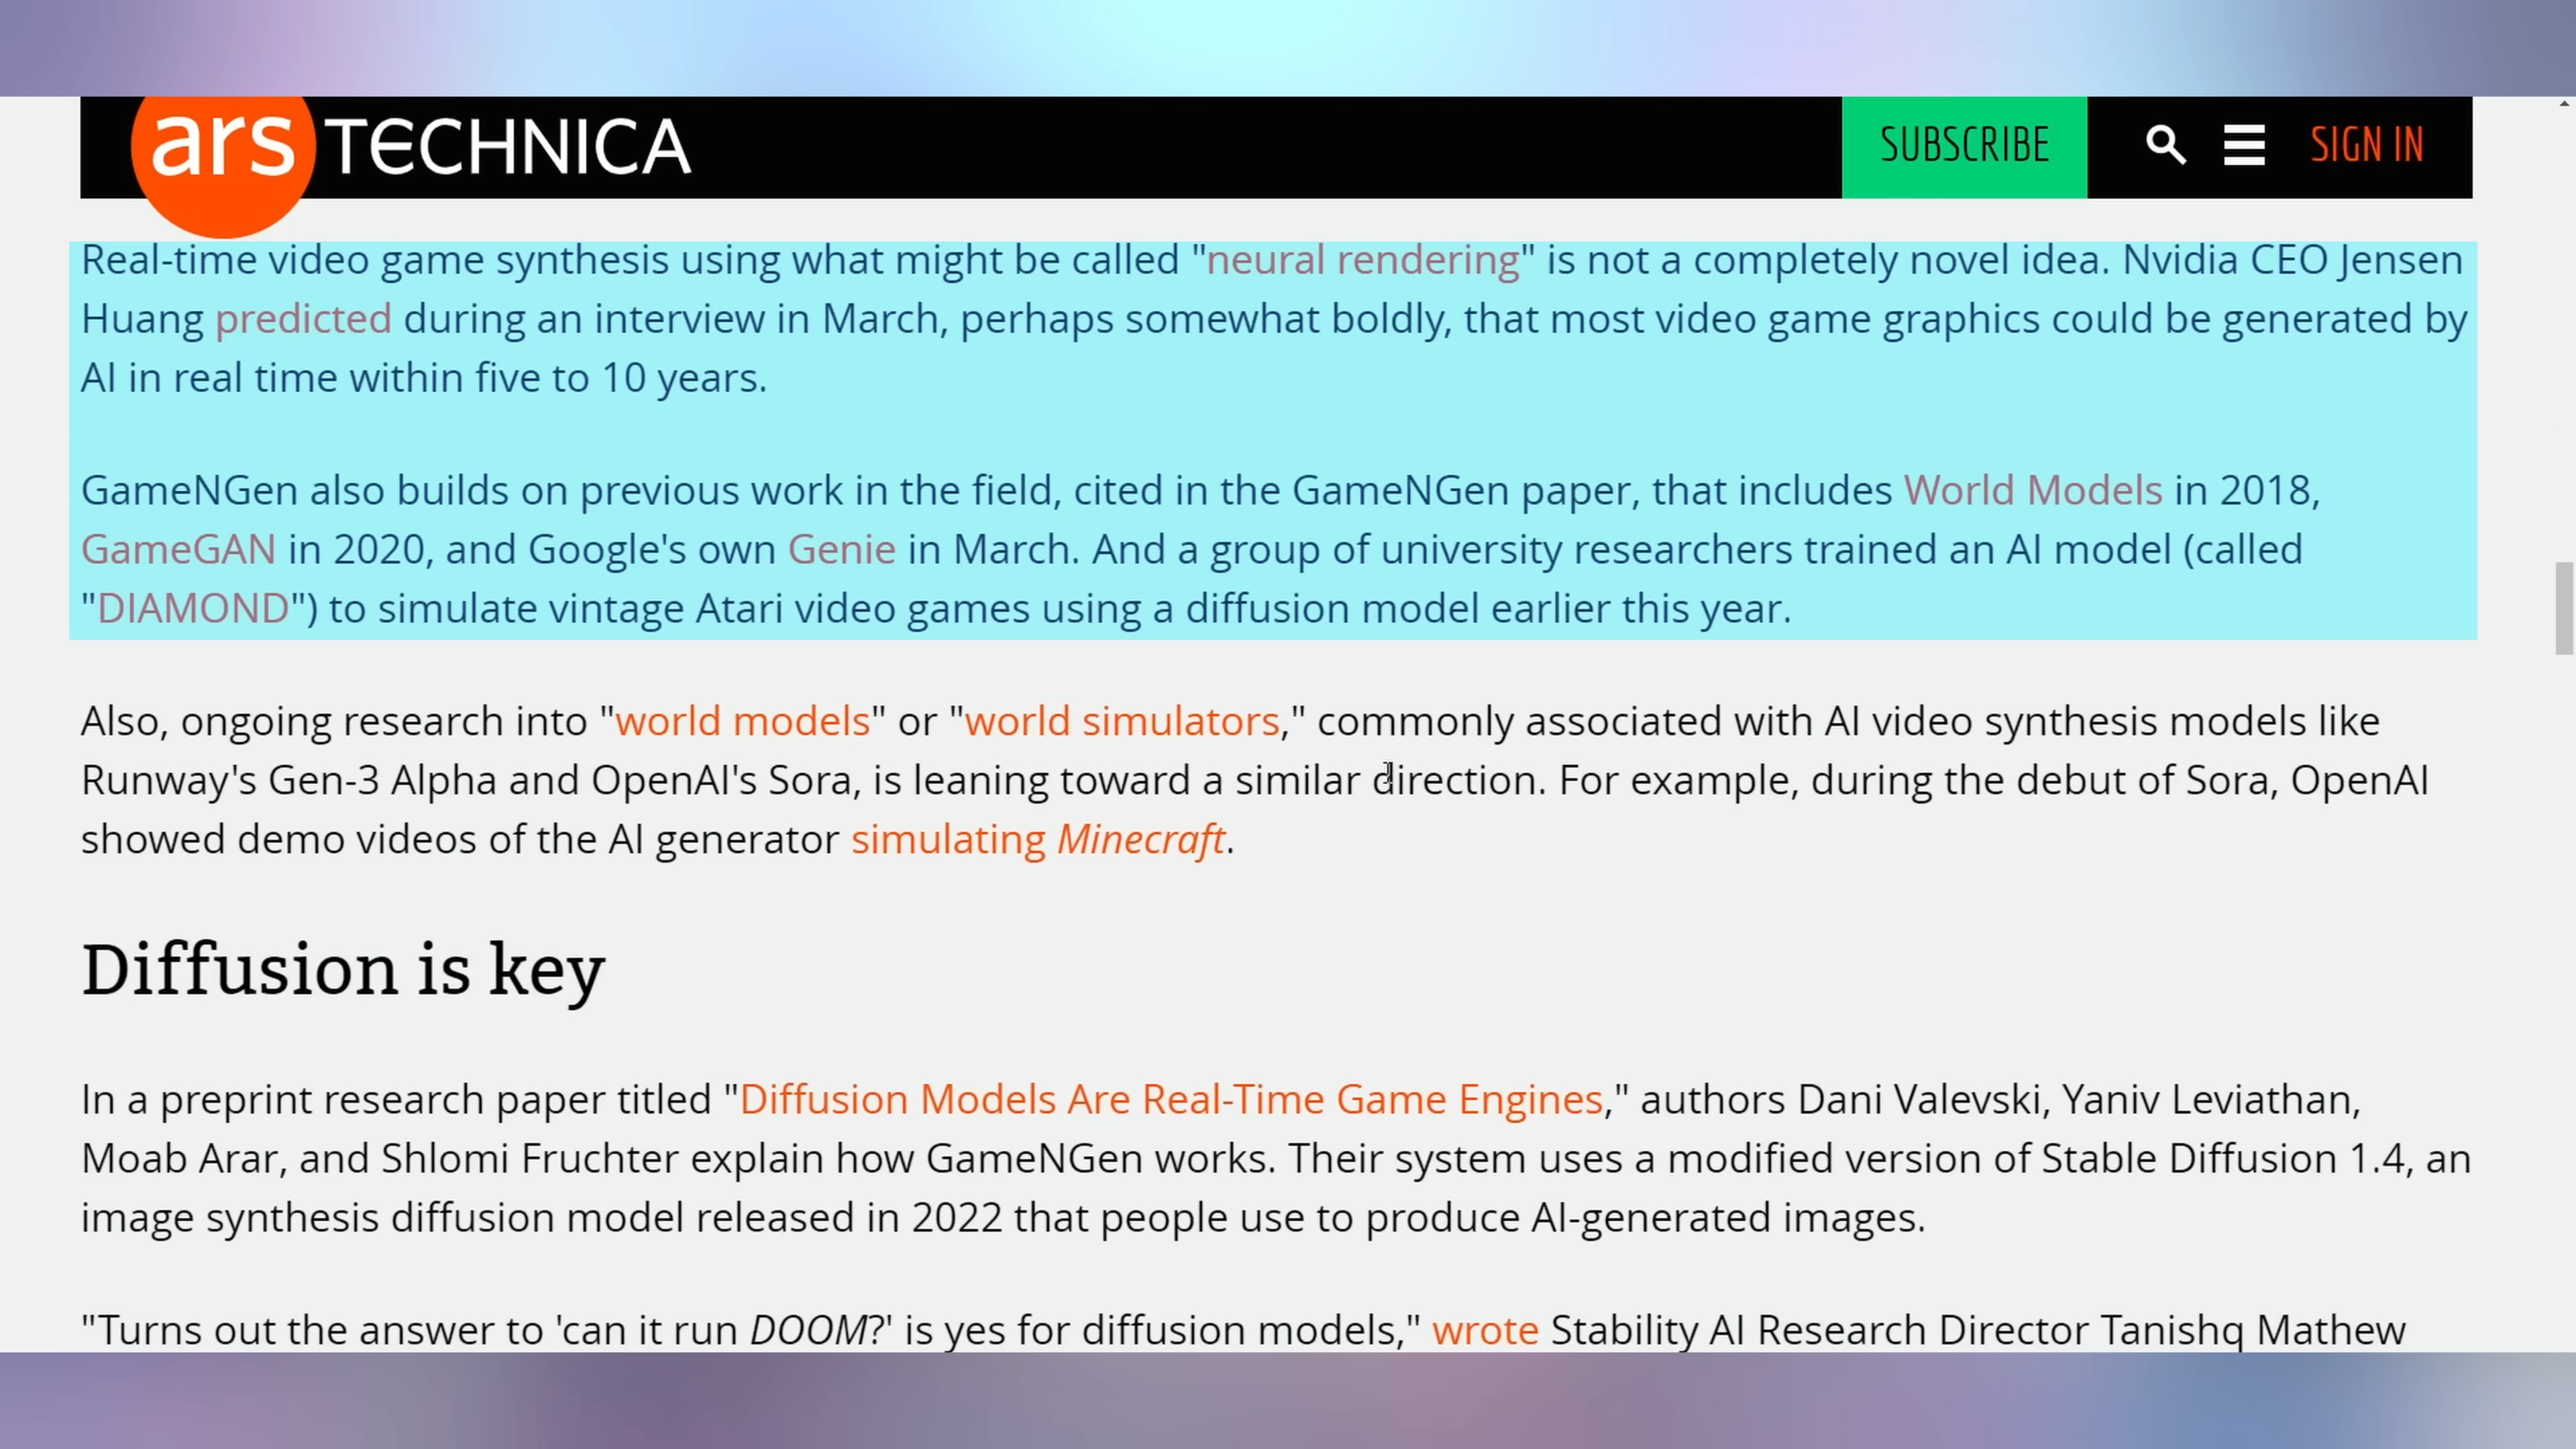 ars TECHNICA
SUBSCRIBE
SIGN IN
Real-time video game synthesis using what might be called "neural rendering" is not a completely novel idea. Nvidia CEO Jensen
Huang predicted during an interview in March, perhaps somewhat boldly, that most video game graphics could be generated by
AI in real time within five to 10 years.
GameNGen also builds on previous work in the field, cited in the GameNGen paper, that includes World Models in 2018,
GameGAN in 2020, and Google's own Genie in March. And a group of university researchers trained an AI model (called
"DIAMOND") to simulate vintage Atari video games using a diffusion model earlier this year.
Also, ongoing research into "world models" or "world simulators," commonly associated with AI video synthesis models like
Runway's Gen-3 Alpha and OpenAI's Sora, is leaning toward a similar direction. For example, during the debut of Sora, OpenAI
showed demo videos of the AI generator simulating Minecraft.
Diffusion is key
In a preprint research paper titled "Diffusion Models Are Real-Time Game Engines," authors Dani Valevski, Yaniv Leviathan,
Moab Arar, and Shlomi Fruchter explain how GameNGen works. Their system uses a modified version of Stable Diffusion 1.4, an
image synthesis diffusion model released in 2022 that people use to produce AI-generated images.
"Turns out the answer to 'can it run DOOM?' is yes for diffusion models," wrote Stability AI Research Director Tanishq Mathew